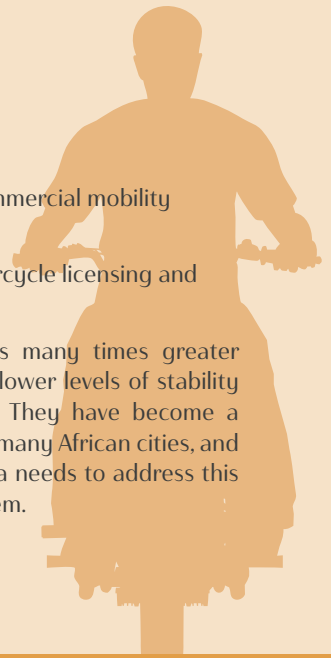 mmercial mobility
rcycle licensing and
s many times greater
lower levels of stability
They have become a
many African cities, and
a needs to address this
em.